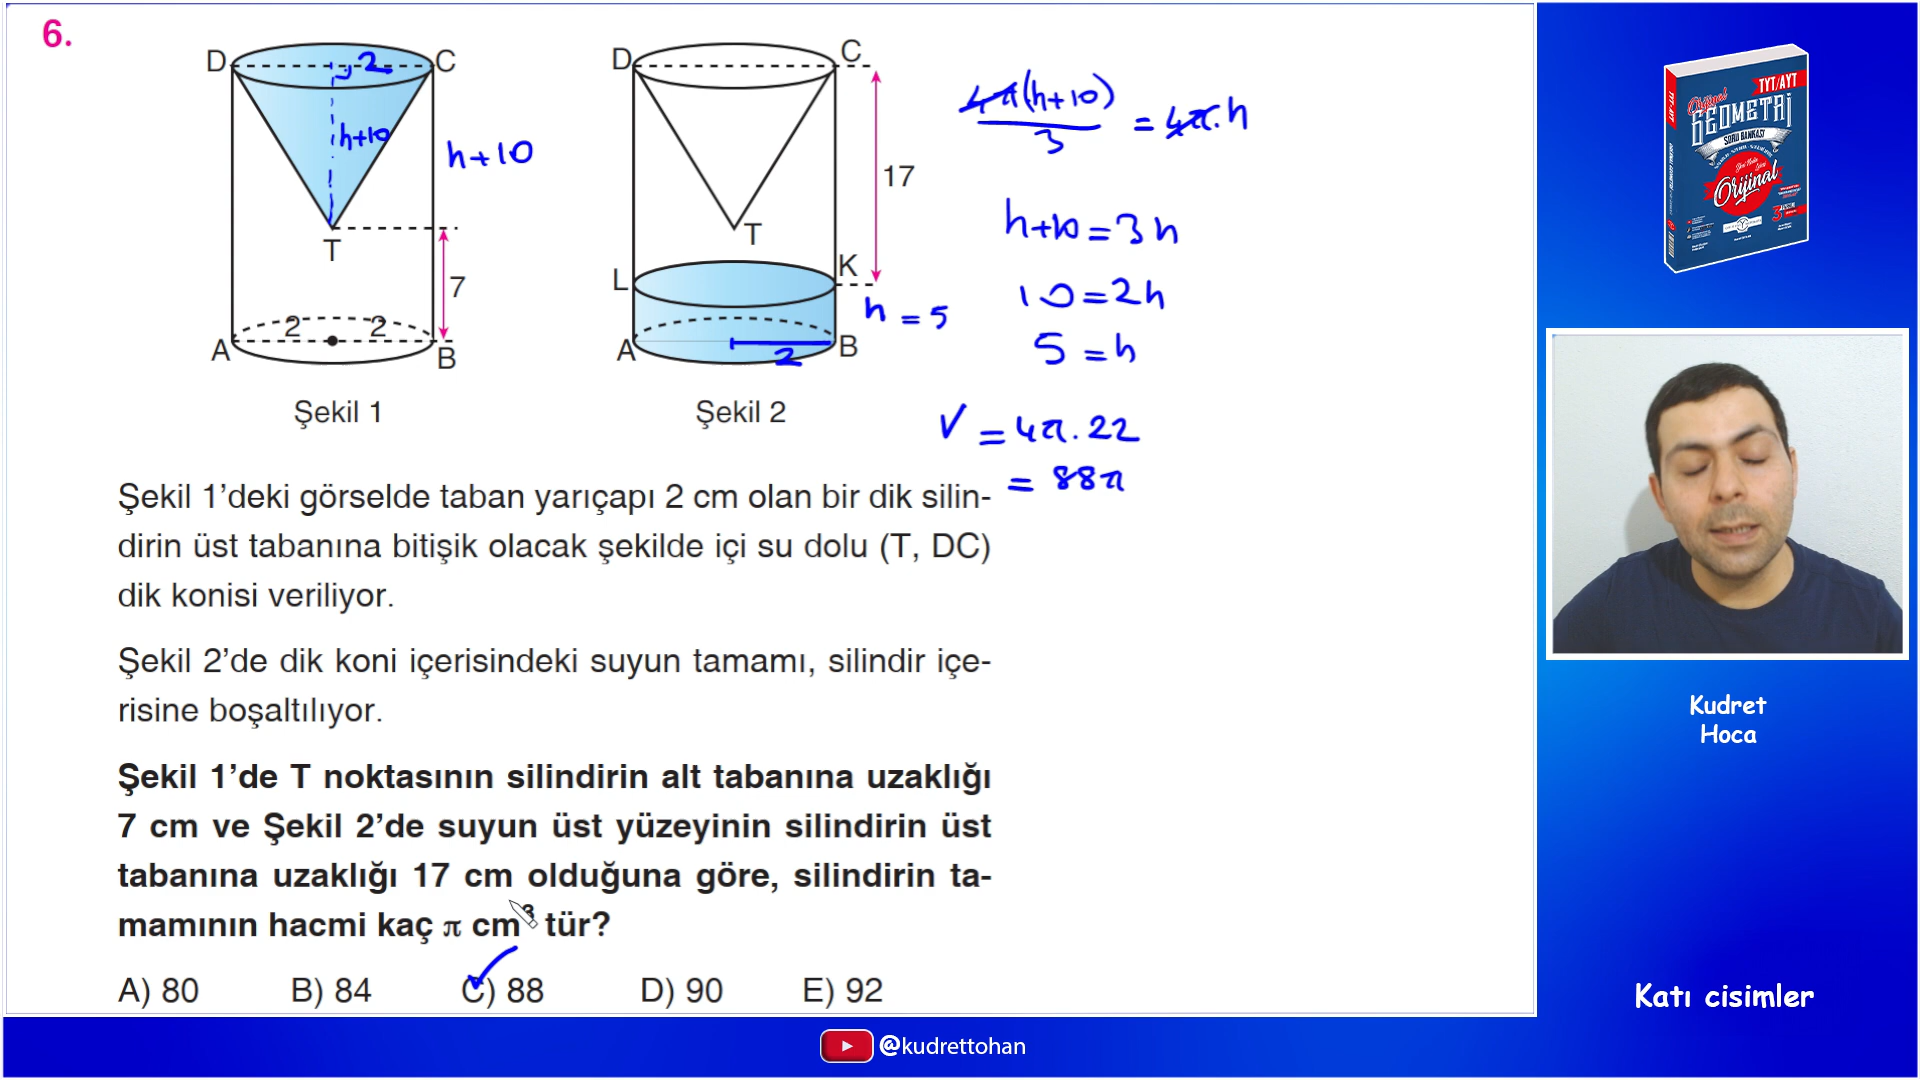 6.
D
2
C
h+10
h+10
T
7
2
2
A
B
Şekil 1
D
C
17
T
L
K
h = 5
A
B
2
Şekil 2
4π(h+10)
3
= 4π.h
h+10 = 3h
10 = 2h
5 = h
V = 4π.22
= 88π
Şekil 1’deki görselde taban yarıçapı 2 cm olan bir dik silin-
dirin üst tabanına bitişik olacak şekilde içi su dolu (T, DC)
dik konisi veriliyor.
Şekil 2’de dik koni içerisindeki suyun tamamı, silindir içe-
risine boşaltılıyor.
Şekil 1’de T noktasının silindirin alt tabanına uzaklığı
7 cm ve Şekil 2’de suyun üst yüzeyinin silindirin üst
tabanına uzaklığı 17 cm olduğuna göre, silindirin ta-
mamının hacmi kaç π cm³ tür?
A) 80 B) 84 C) 88 D) 90 E) 92
TYT/AYT
Orijinal
GEOMETRİ
SORU BANKASI
Orijinal
TYT/AYT
Kudret
Hoca
Katı cisimler
@kudrettohan